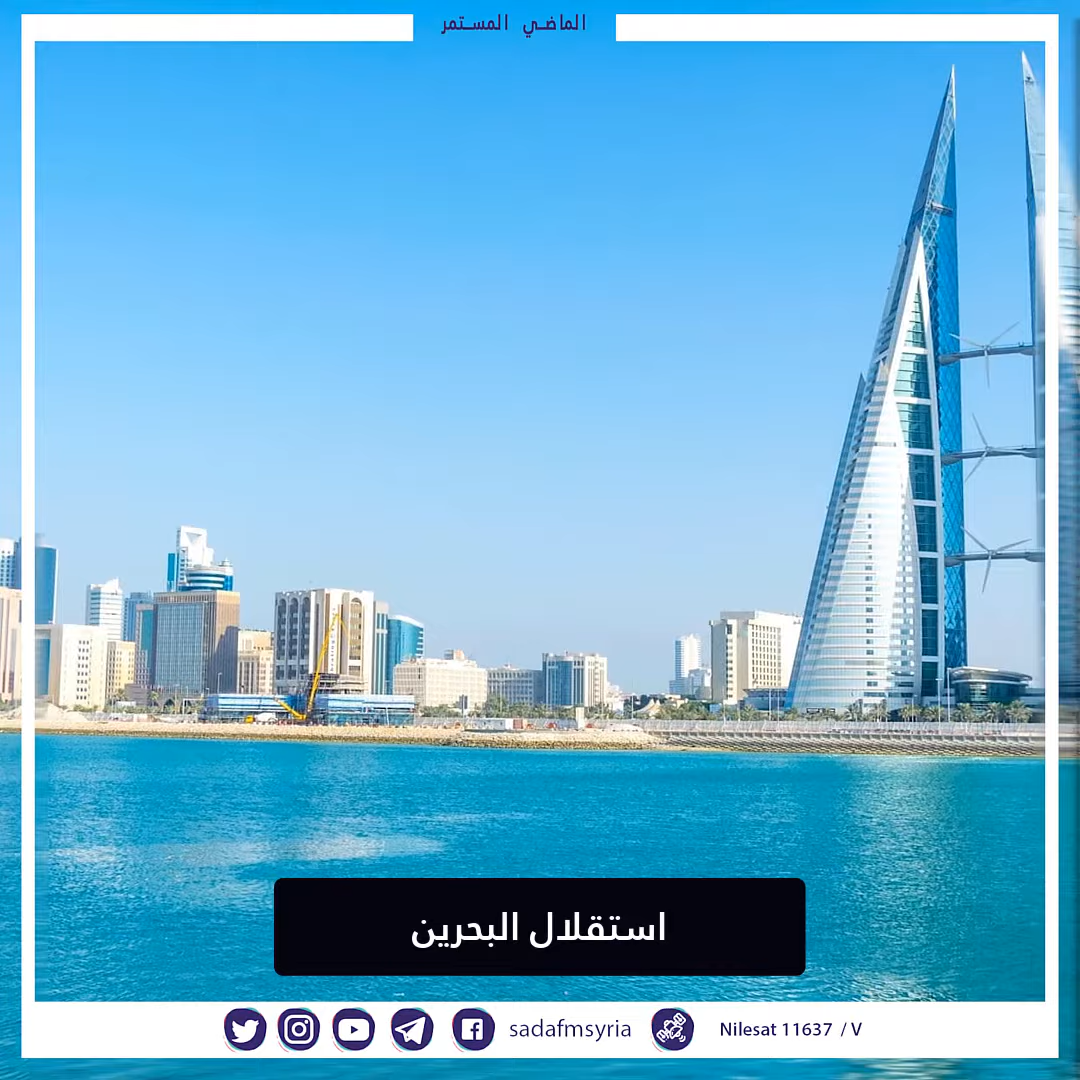 الماضي المستمر
استقلال البحرين
sadafmsyria
Nilesat 11637 / V